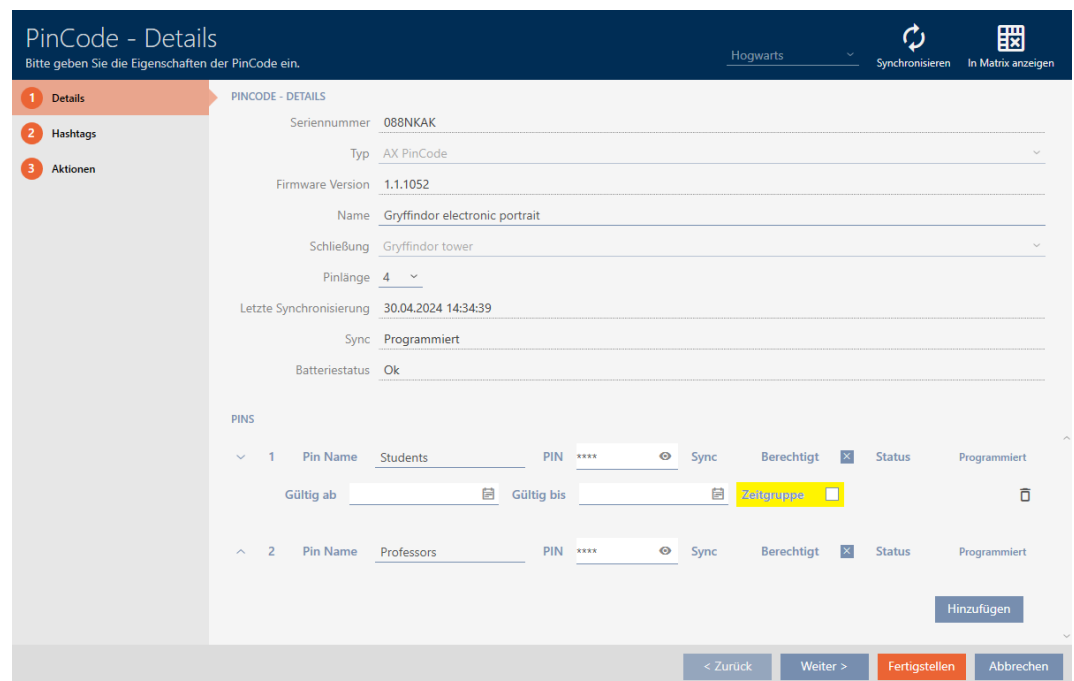 PinCode - Details
Bitte geben Sie die Eigenschaften der PinCode ein.
Hogwarts
Synchronisieren
In Matrix anzeigen
1 Details
2 Hashtags
3 Aktionen
PINCODE - DETAILS
Seriennummer 088NKAK
Typ AX PinCode
Firmware Version 1.1.1052
Name Gryffindor electronic portrait
Schließung Gryffindor tower
Pinlänge 4
Letzte Synchronisierung 30.04.2024 14:34:39
Sync Programmiert
Batteriestatus Ok
PINS
1 Pin Name Students PIN **** Sync Berechtigt Status Programmiert
Gültig ab Gültig bis Zeitgruppe
2 Pin Name Professors PIN **** Sync Berechtigt Status Programmiert
Hinzufügen
< Zurück Weiter > Fertigstellen Abbrechen